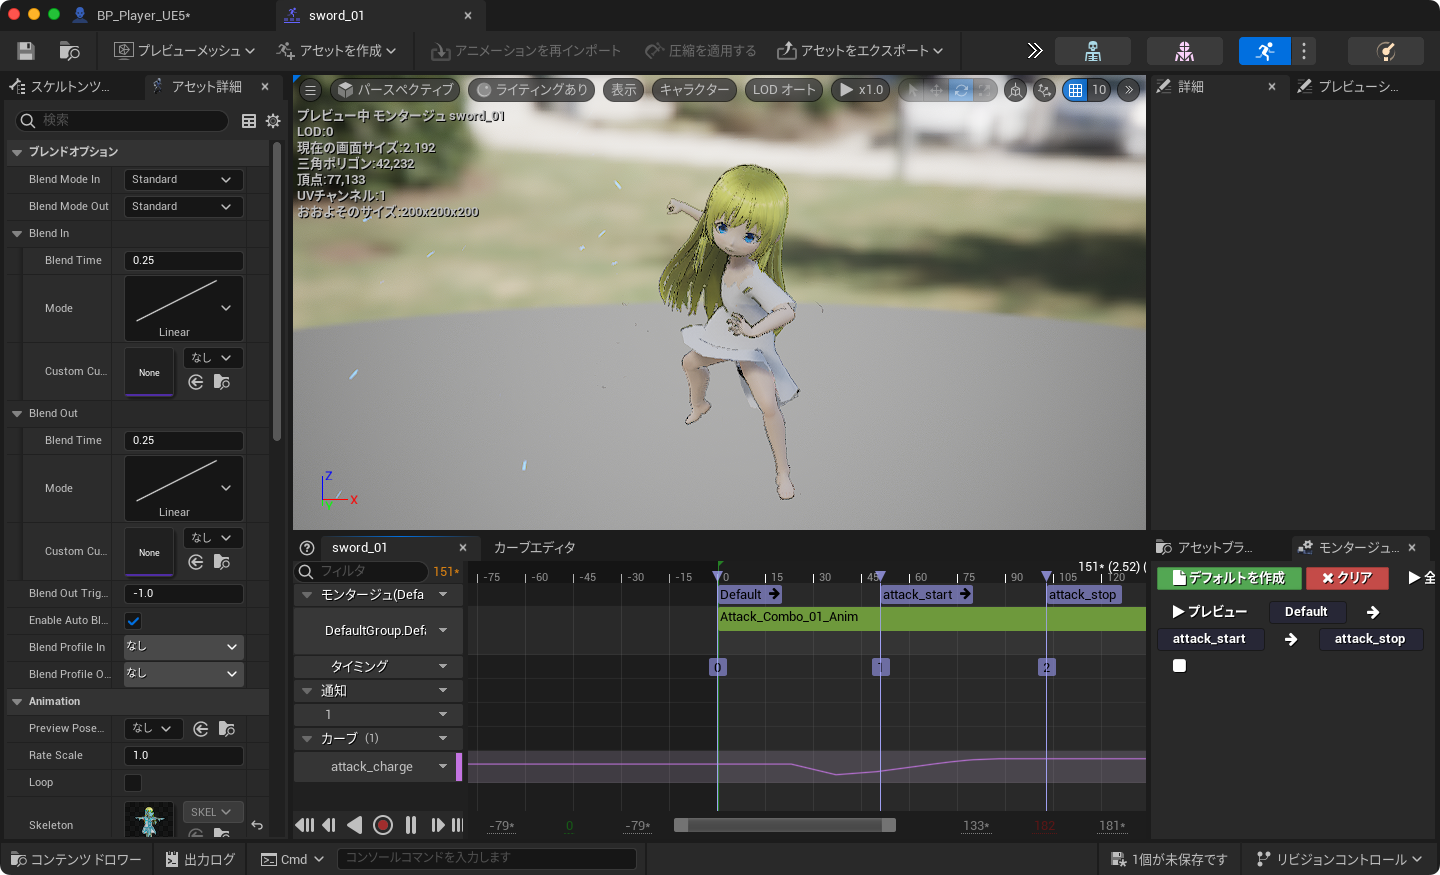 BP_Player_UE5*
sword_01
プレビューメッシュ
アセットを作成
アニメーションを再インポート
圧縮を適用する
アセットをエクスポート
スケルトンツ...
アセット詳細
検索
ブレンドオプション
Blend Mode In
Standard
Blend Mode Out
Standard
Blend In
Blend Time
0.25
Mode
Linear
Custom Cu...
None
なし
Blend Out
Blend Time
0.25
Mode
Linear
Custom Cu...
None
なし
Blend Out Trig...
-1.0
Enable Auto Bl...
Blend Profile In
なし
Blend Profile O...
なし
Animation
Preview Pose...
なし
Rate Scale
1.0
Loop
Skeleton
SKEL
パースペクティブ
ライティングあり
表示
キャラクター
LOD オート
x1.0
10
プレビュー中 モンタージュ sword_01
LOD:0
現在の画面サイズ:2.192
三角ポリゴン:42,232
頂点:77,133
UVチャンネル:1
おおよそのサイズ:200x200x200
Z
X
詳細
プレビューシ...
sword_01
カーブエディタ
フィルタ
151*
151* (2.52) (
-75
-60
-45
-30
-15
0
15
30
45
60
75
90
105
120
モンタージュ(Defa
Default
attack_start
attack_stop
DefaultGroup.Defa
Attack_Combo_01_Anim
タイミング
0
1
2
通知
1
カーブ (1)
attack_charge
-79*
0
-79*
133*
182
181*
アセットブラ...
モンタージュ...
デフォルトを作成
クリア
全
プレビュー
Default
attack_start
attack_stop
コンテンツドロワー
出力ログ
Cmd
コンソールコマンドを入力します
1個が未保存です
リビジョンコントロール